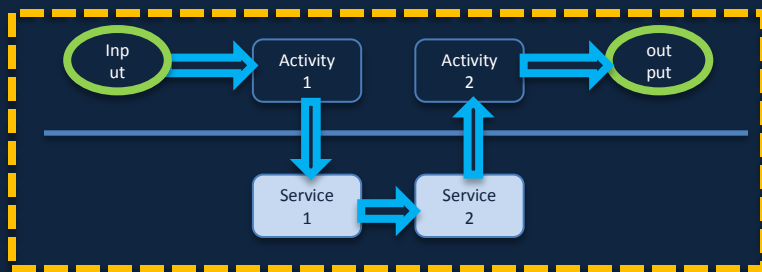 Inp
ut
Activity
1
Activity
2
out
put
Service
1
Service
2